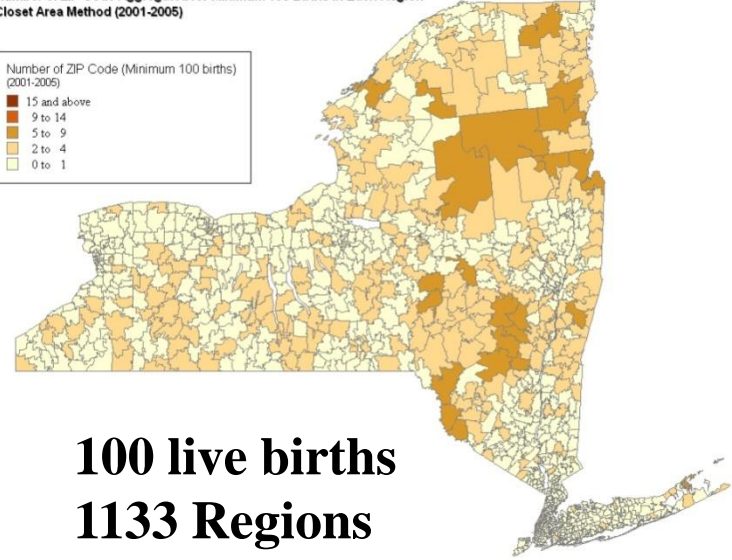 Closet Area Method (2001-2005)
Number of ZIP Code (Minimum 100 births)
(2001-2005)
15 and above
9 to 14
5 to 9
2 to 4
0 to 1
100 live births
1133 Regions